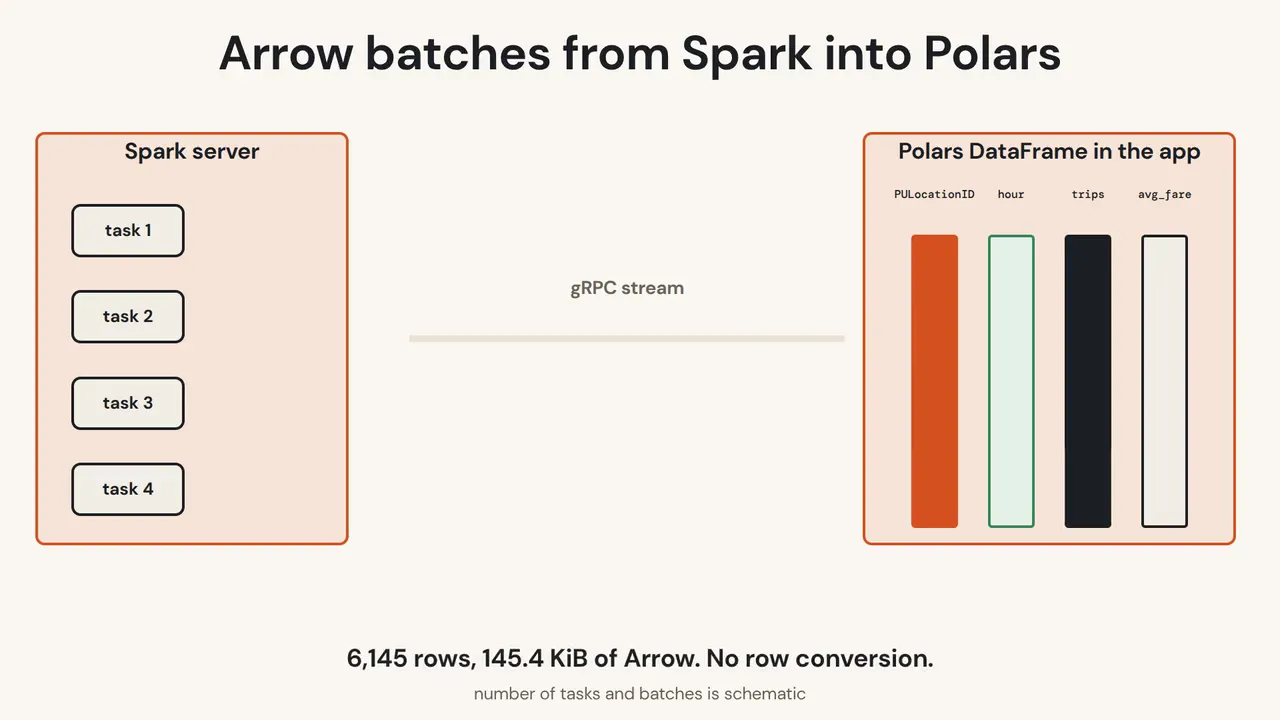 Arrow batches from Spark into Polars
Spark server
task 1
task 2
task 3
task 4
gRPC stream
Polars DataFrame in the app
PULocationID hour trips avg_fare
6,145 rows, 145.4 KiB of Arrow. No row conversion.
number of tasks and batches is schematic